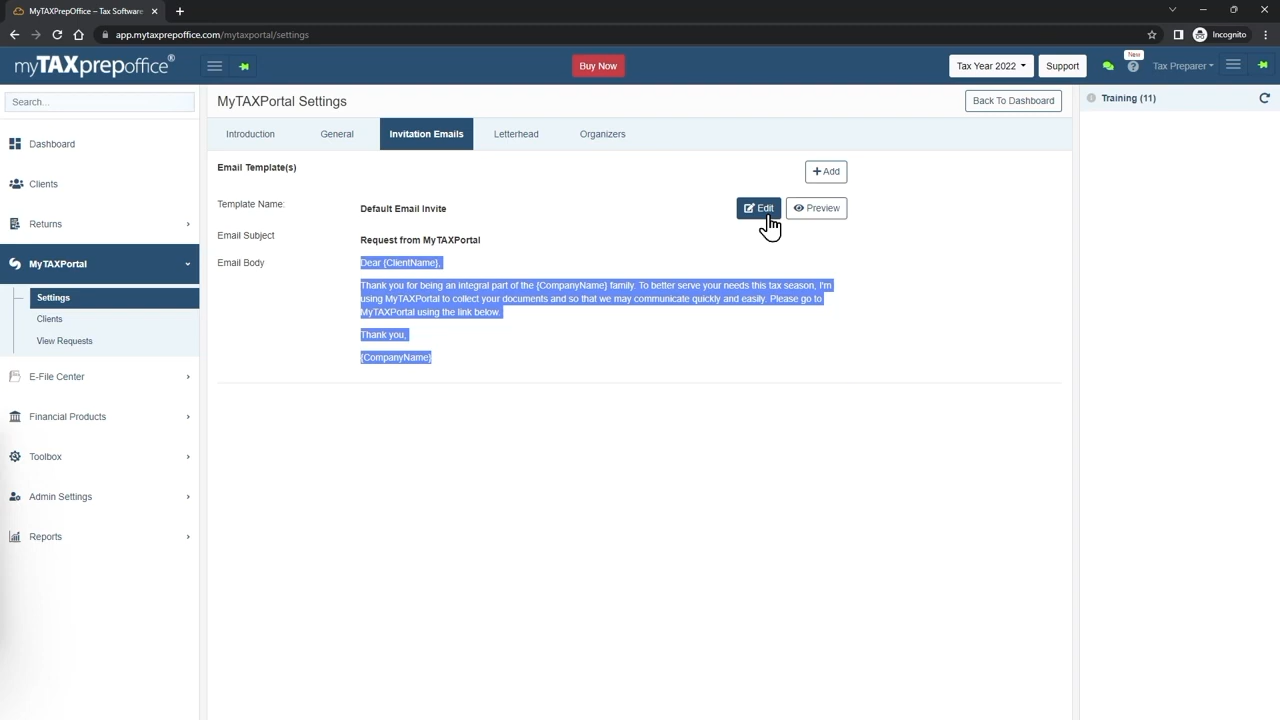 MyTAXPrepOffice – Tax Software
app.mytaxprepoffice.com/mytaxportal/settings
Incognito
myTAXprepoffice®
Buy Now
Tax Year 2022
Support
New
Tax Preparer
Search...
MyTAXPortal Settings
Back To Dashboard
Training (11)
Introduction
General
Invitation Emails
Letterhead
Organizers
Dashboard
Clients
Returns
MyTAXPortal
Settings
Clients
View Requests
E-File Center
Financial Products
Toolbox
Admin Settings
Reports
Email Template(s)
+ Add
Template Name:
Default Email Invite
Edit
Preview
Email Subject
Request from MyTAXPortal
Email Body
Dear {ClientName},
Thank you for being an integral part of the {CompanyName} family. To better serve your needs this tax season, I'm
using MyTAXPortal to collect your documents and so that we may communicate quickly and easily. Please go to
MyTAXPortal using the link below.
Thank you,
{CompanyName}